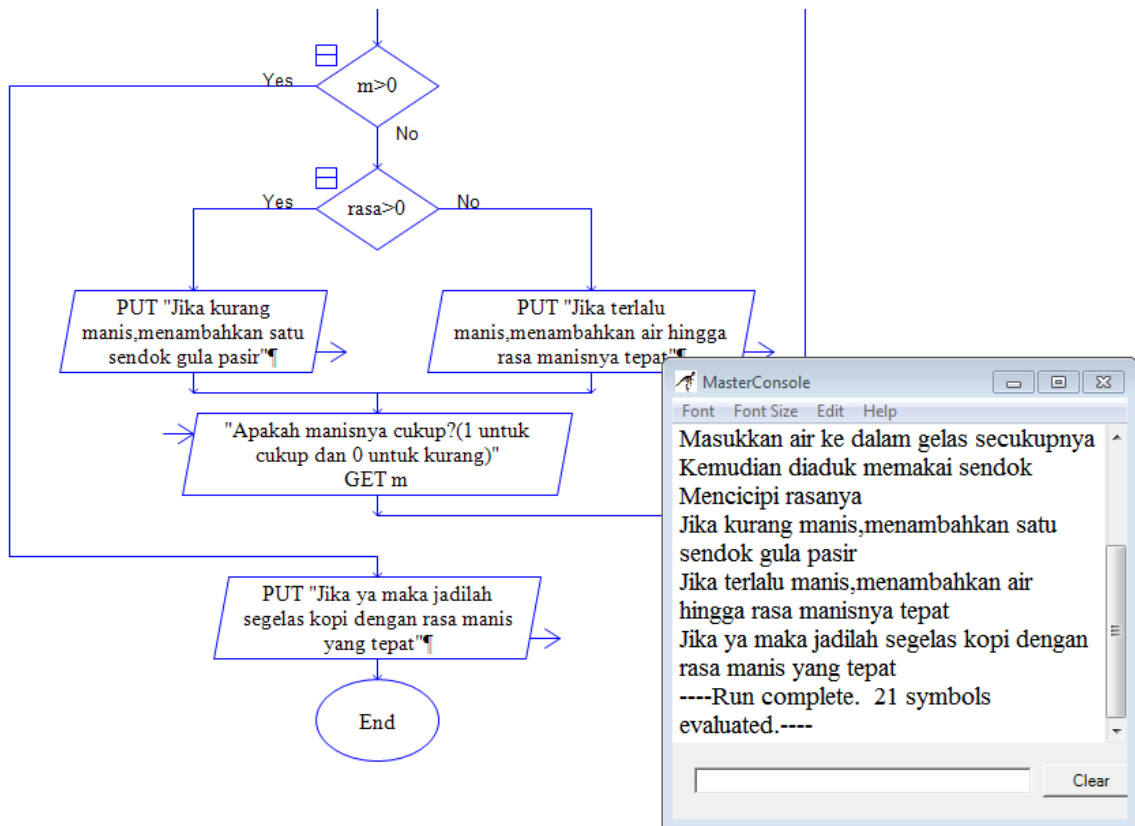 Yes
m>0
No
Yes
rasa>0
No
PUT "Jika kurang
manis,menambahkan satu
sendok gula pasir"¶
PUT "Jika terlalu
manis,menambahkan air hingga
rasa manisnya tepat"¶
"Apakah manisnya cukup?(1 untuk
cukup dan 0 untuk kurang)"
GET m
PUT "Jika ya maka jadilah
segelas kopi dengan rasa manis
yang tepat"¶
End
MasterConsole
Font Font Size Edit Help
Masukkan air ke dalam gelas secukupnya
Kemudian diaduk memakai sendok
Mencicipi rasanya
Jika kurang manis,menambahkan satu
sendok gula pasir
Jika terlalu manis,menambahkan air
hingga rasa manisnya tepat
Jika ya maka jadilah segelas kopi dengan
rasa manis yang tepat
----Run complete.  21 symbols
evaluated.----
Clear